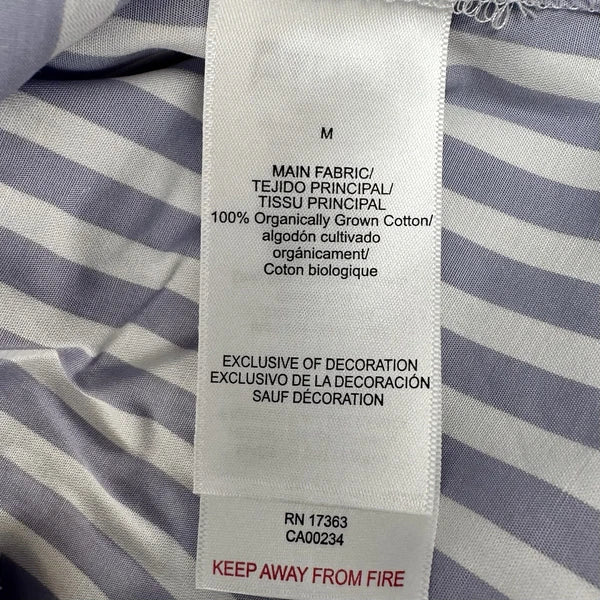 M
MAIN FABRIC/
TEJIDO PRINCIPAL/
TISSU PRINCIPAL
100% Organically Grown Cotton/
algodón cultivado
orgánicament/
Coton biologique
EXCLUSIVE OF DECORATION
EXCLUSIVO DE LA DECORACIÓN
SAUF DÉCORATION
RN 17363
CA00234
KEEP AWAY FROM FIRE